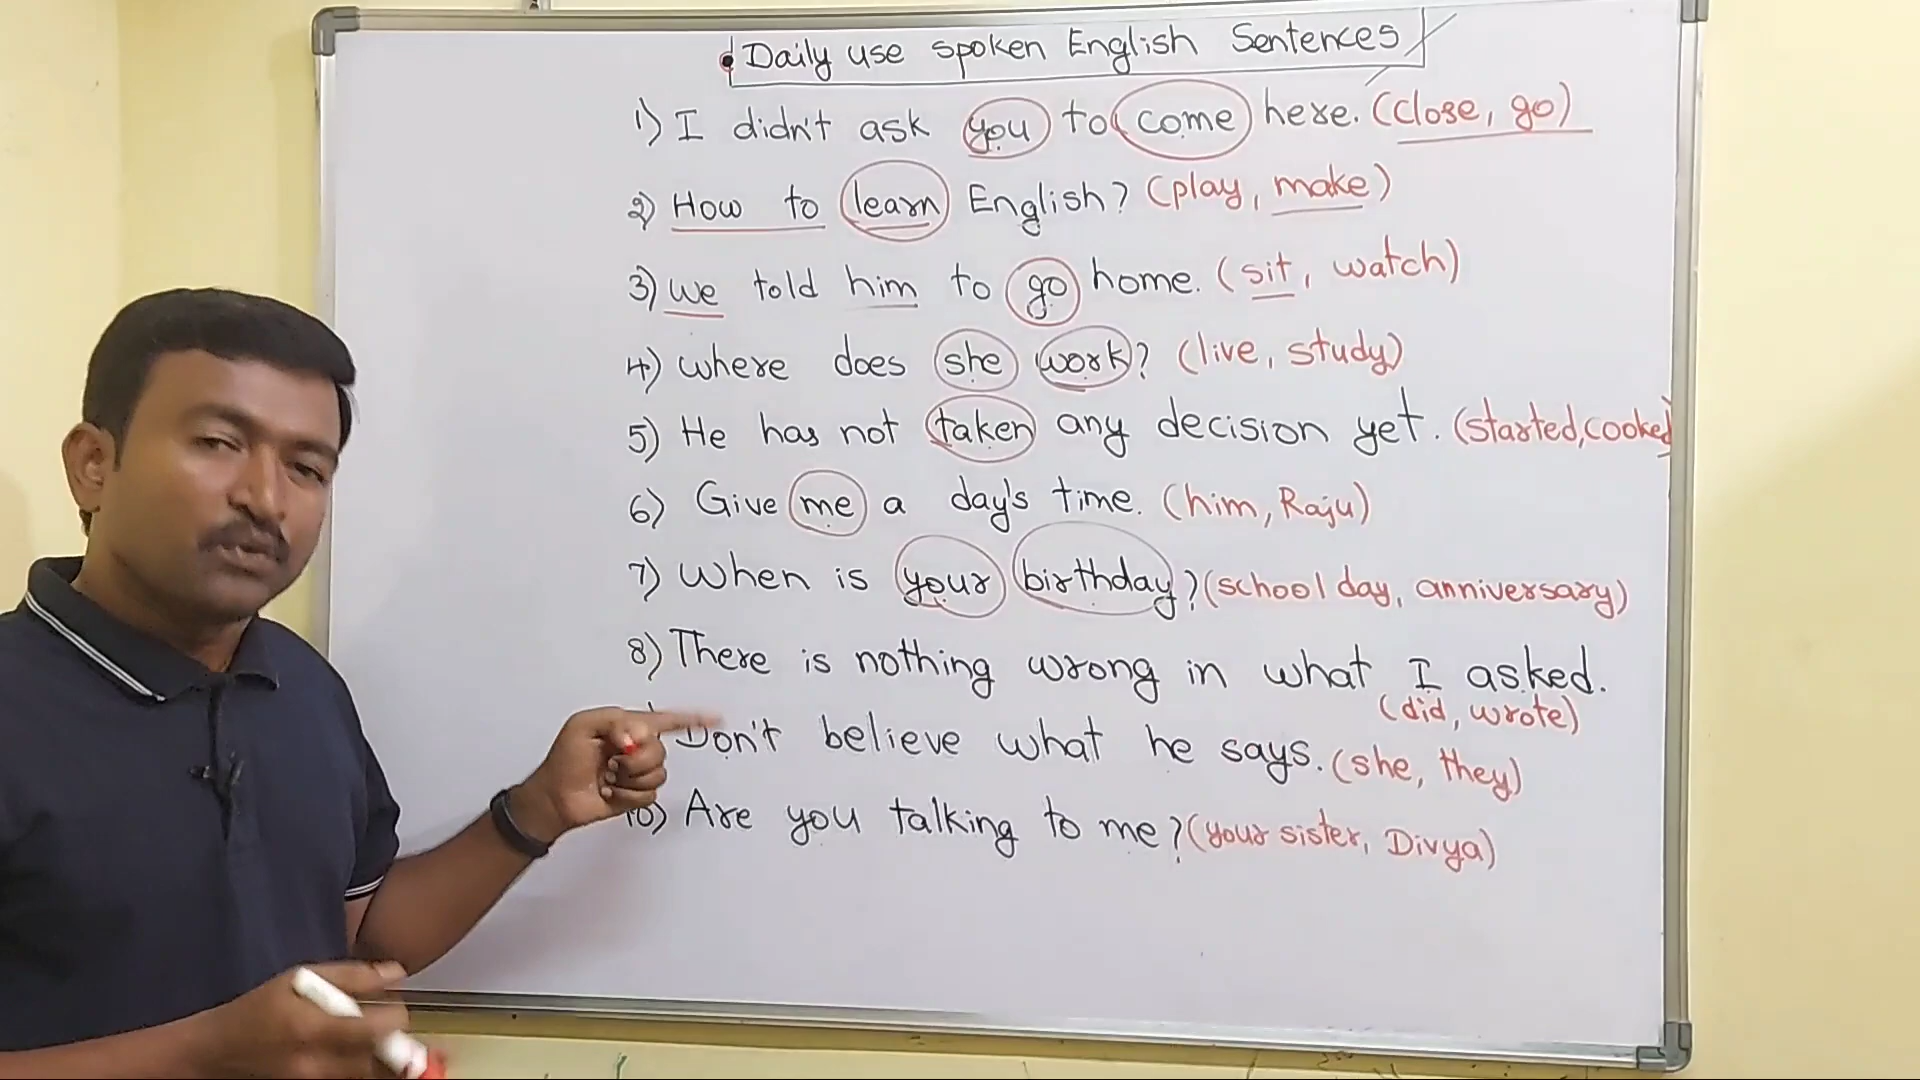 Daily use spoken English Sentences
1) I didn't ask you to come here. (close, go)
2) How to learn English? (play, make)
3) we told him to go home. (sit, watch)
4) where does she work? (live, study)
5) He has not taken any decision yet. (started, cooked)
6) Give me a day's time. (him, Raju)
7) When is your birthday? (school day, anniversary)
8) There is nothing wrong in what I asked.
(did, wrote)
Don't believe what he says. (she, they)
10) Are you talking to me? (your sister, Divya)